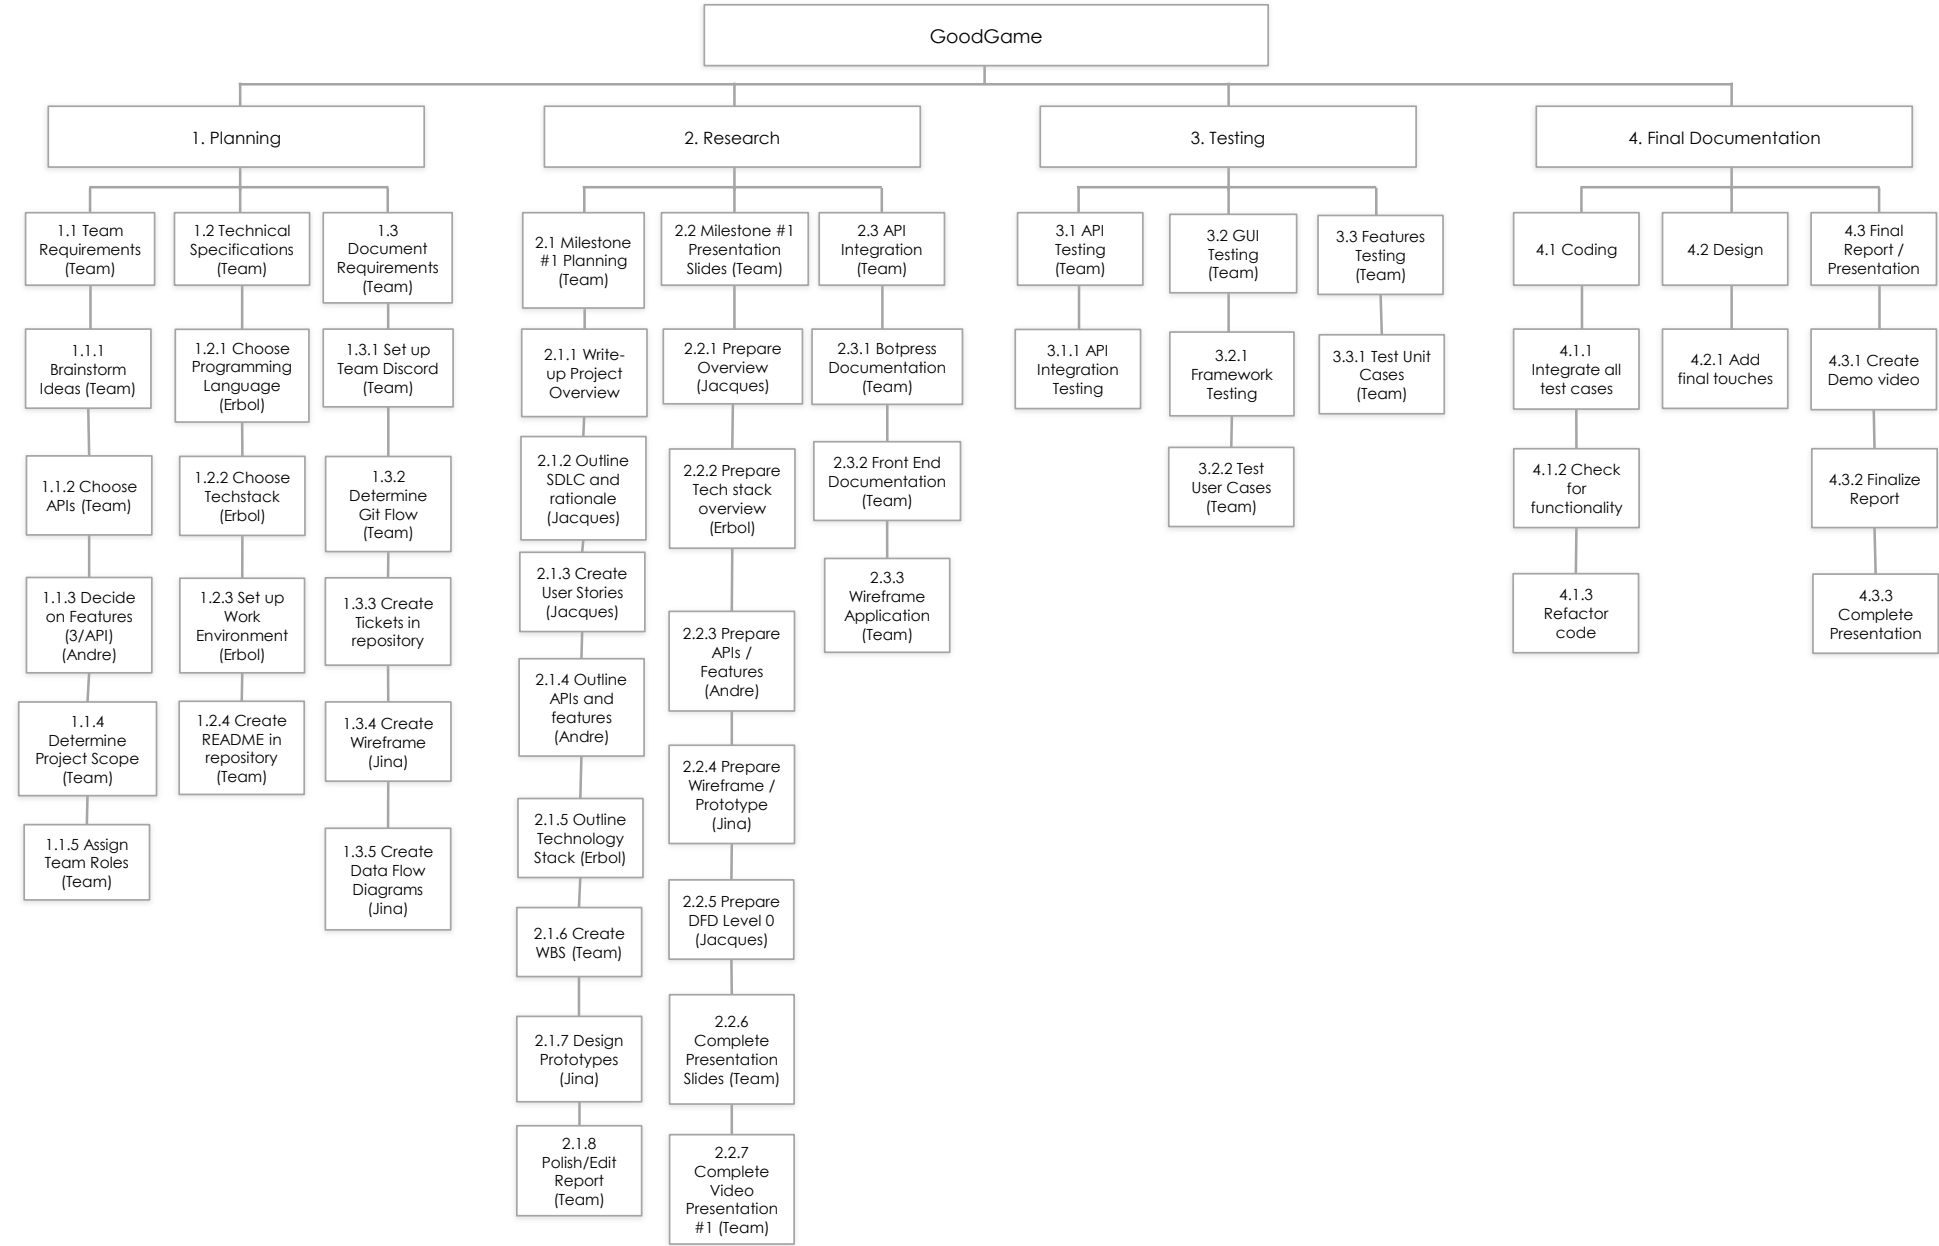 GoodGame
1. Planning
2. Research
3. Testing
4. Final Documentation
1.1 Team
Requirements
(Team)
1.1.1
Brainstorm
Ideas (Team)
1.1.2 Choose
APIs (Team)
1.1.3 Decide
on Features
(3/API)
(Andre)
1.1.4
Determine
Project Scope
(Team)
1.1.5 Assign
Team Roles
(Team)
1.2 Technical
Specifications
(Team)
1.2.1 Choose
Programming
Language
(Erbol)
1.2.2 Choose
Techstack
(Erbol)
1.2.3 Set up
Work
Environment
(Erbol)
1.2.4 Create
README in
repository
(Team)
1.3
Document
Requirements
(Team)
1.3.1 Set up
Team Discord
(Team)
1.3.2
Determine
Git Flow
(Team)
1.3.3 Create
Tickets in
repository
1.3.4 Create
Wireframe
(Jina)
1.3.5 Create
Data Flow
Diagrams
(Jina)
2.1 Milestone
#1 Planning
(Team)
2.1.1 Write-
up Project
Overview
2.1.2 Outline
SDLC and
rationale
(Jacques)
2.1.3 Create
User Stories
(Jacques)
2.1.4 Outline
APIs and
features
(Andre)
2.1.5 Outline
Technology
Stack (Erbol)
2.1.6 Create
WBS (Team)
2.1.7 Design
Prototypes
(Jina)
2.1.8
Polish/Edit
Report
(Team)
2.2 Milestone #1
Presentation
Slides (Team)
2.2.1 Prepare
Overview
(Jacques)
2.2.2 Prepare
Tech stack
overview
(Erbol)
2.2.3 Prepare
APIs /
Features
(Andre)
2.2.4 Prepare
Wireframe /
Prototype
(Jina)
2.2.5 Prepare
DFD Level 0
(Jacques)
2.2.6
Complete
Presentation
Slides (Team)
2.2.7
Complete
Video
Presentation
#1 (Team)
2.3 API
Integration
(Team)
2.3.1 Botpress
Documentation
(Team)
2.3.2 Front End
Documentation
(Team)
2.3.3
Wireframe
Application
(Team)
3.1 API
Testing
(Team)
3.1.1 API
Integration
Testing
3.2 GUI
Testing
(Team)
3.2.1
Framework
Testing
3.2.2 Test
User Cases
(Team)
3.3 Features
Testing
(Team)
3.3.1 Test Unit
Cases
(Team)
4.1 Coding
4.1.1
Integrate all
test cases
4.1.2 Check
for
functionality
4.1.3
Refactor
code
4.2 Design
4.2.1 Add
final touches
4.3 Final
Report /
Presentation
4.3.1 Create
Demo video
4.3.2 Finalize
Report
4.3.3
Complete
Presentation